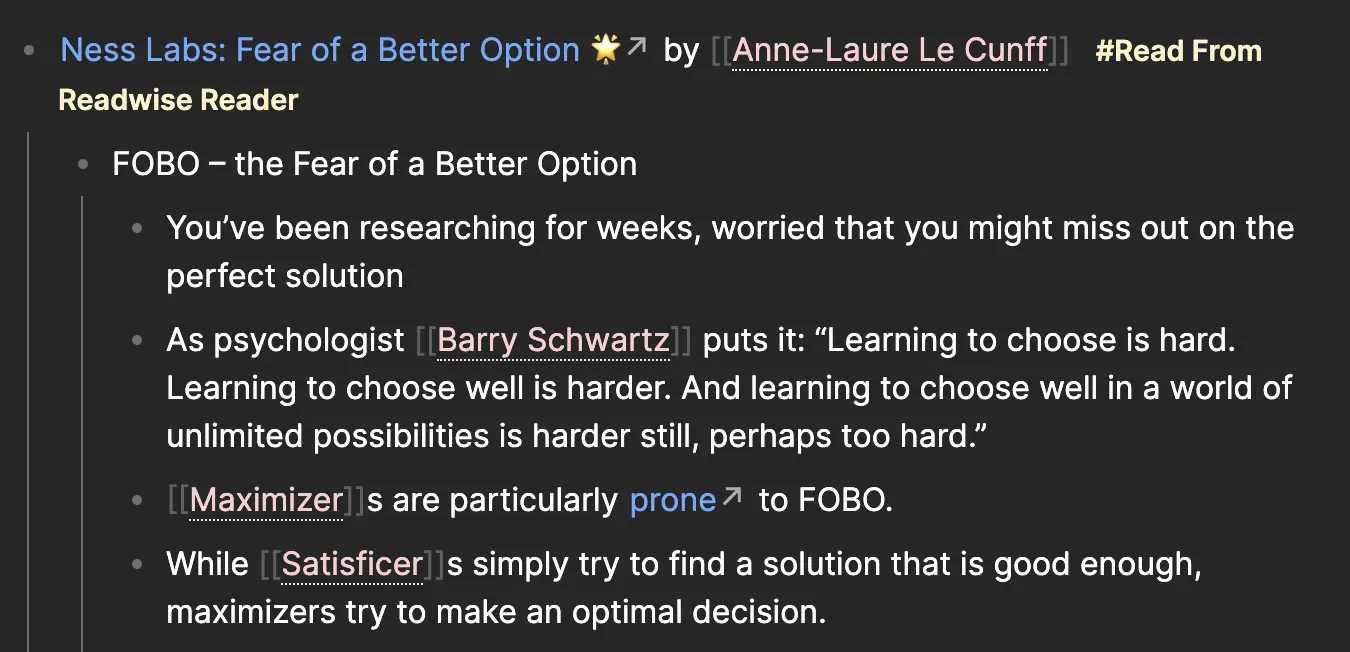 • Ness Labs: Fear of a Better Option 🌟↗ by [[Anne-Laure Le Cunff]] #Read From
Readwise Reader
• FOBO – the Fear of a Better Option
• You’ve been researching for weeks, worried that you might miss out on the
perfect solution
• As psychologist [[Barry Schwartz]] puts it: “Learning to choose is hard.
Learning to choose well is harder. And learning to choose well in a world of
unlimited possibilities is harder still, perhaps too hard.”
• [[Maximizer]]s are particularly prone↗ to FOBO.
• While [[Satisficer]]s simply try to find a solution that is good enough,
maximizers try to make an optimal decision.